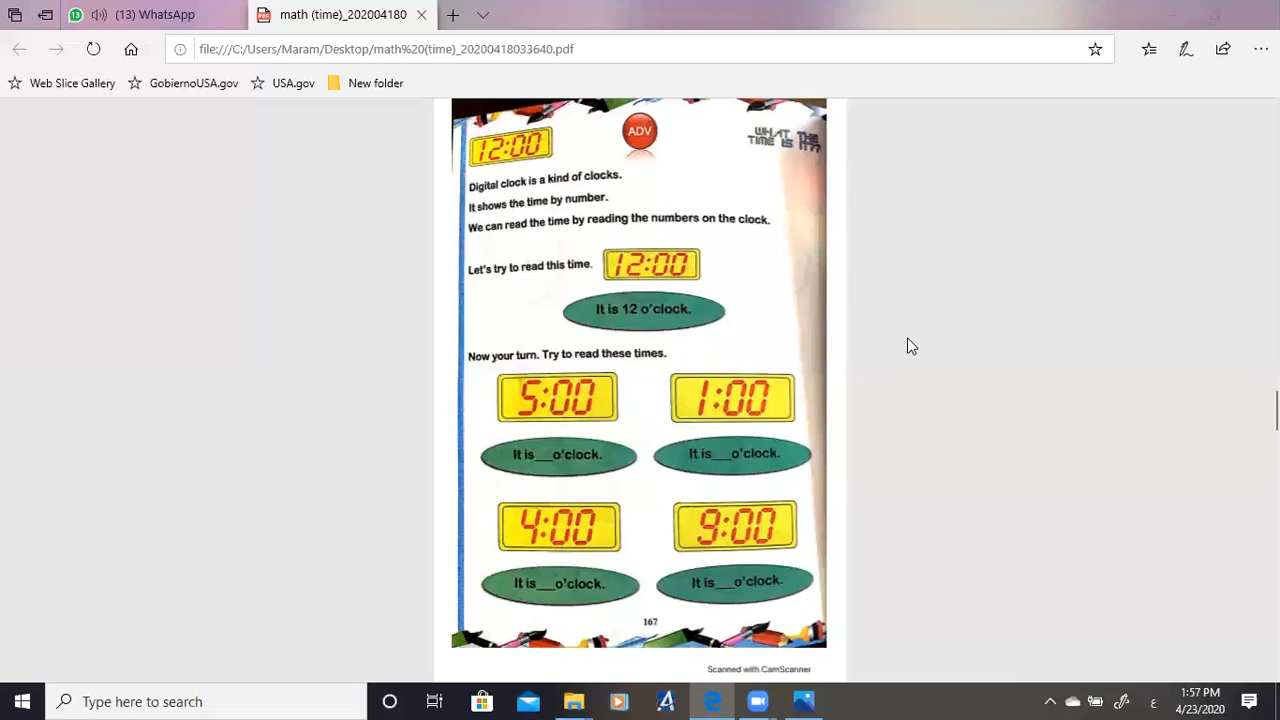 (13) WhatsApp
math (time)_202004180
file:///C:/Users/Maram/Desktop/math%20(time)_20200418033640.pdf
Web Slice Gallery
GobiernoUSA.gov
USA.gov
New folder
12:00
ADV
WHAT THE
TIME IS IT??
Digital clock is a kind of clocks.
It shows the time by number.
We can read the time by reading the numbers on the clock.
Let's try to read this time. 12:00
It is 12 o'clock.
Now your turn. Try to read these times.
5:00
1:00
It is__o'clock.
It is__o'clock.
4:00
9:00
It is__o'clock.
It is__o'clock.
167
Scanned with CamScanner
Type here to search
ع
1:57 PM
4/23/2020